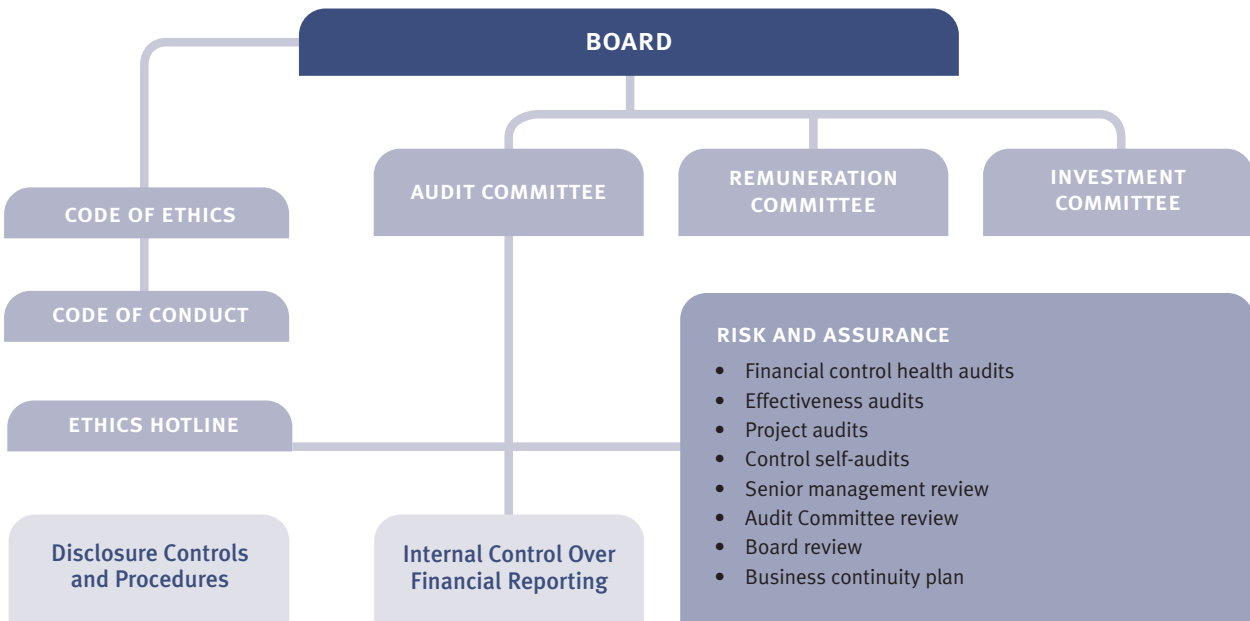 BOARD
AUDIT COMMITTEE
REMUNERATION
COMMITTEE
INVESTMENT
COMMITTEE
CODE OF ETHICS
CODE OF CONDUCT
ETHICS HOTLINE
RISK AND ASSURANCE
• Financial control health audits
• Effectiveness audits
• Project audits
• Control self-audits
• Senior management review
• Audit Committee review
• Board review
• Business continuity plan
Disclosure Controls
and Procedures
Internal Control Over
Financial Reporting